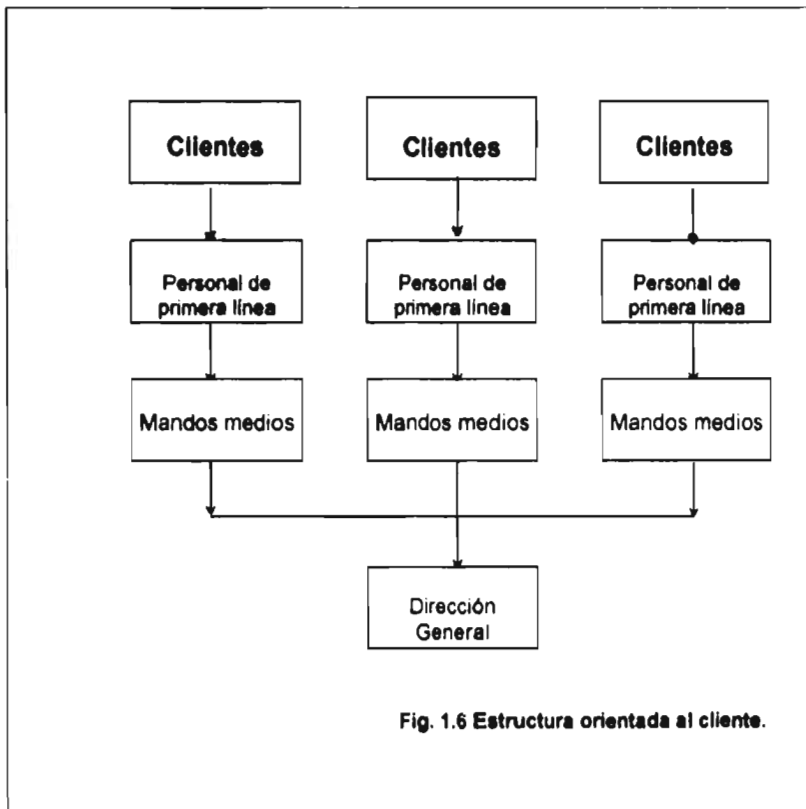 Clientes
Clientes
Clientes
Personal de
primera línea
Personal de
primera línea
Personal de
primera línea
Mandos medios
Mandos medios
Mandos medios
Dirección
General
Fig. 1.6 Estructura orientada al cliente.